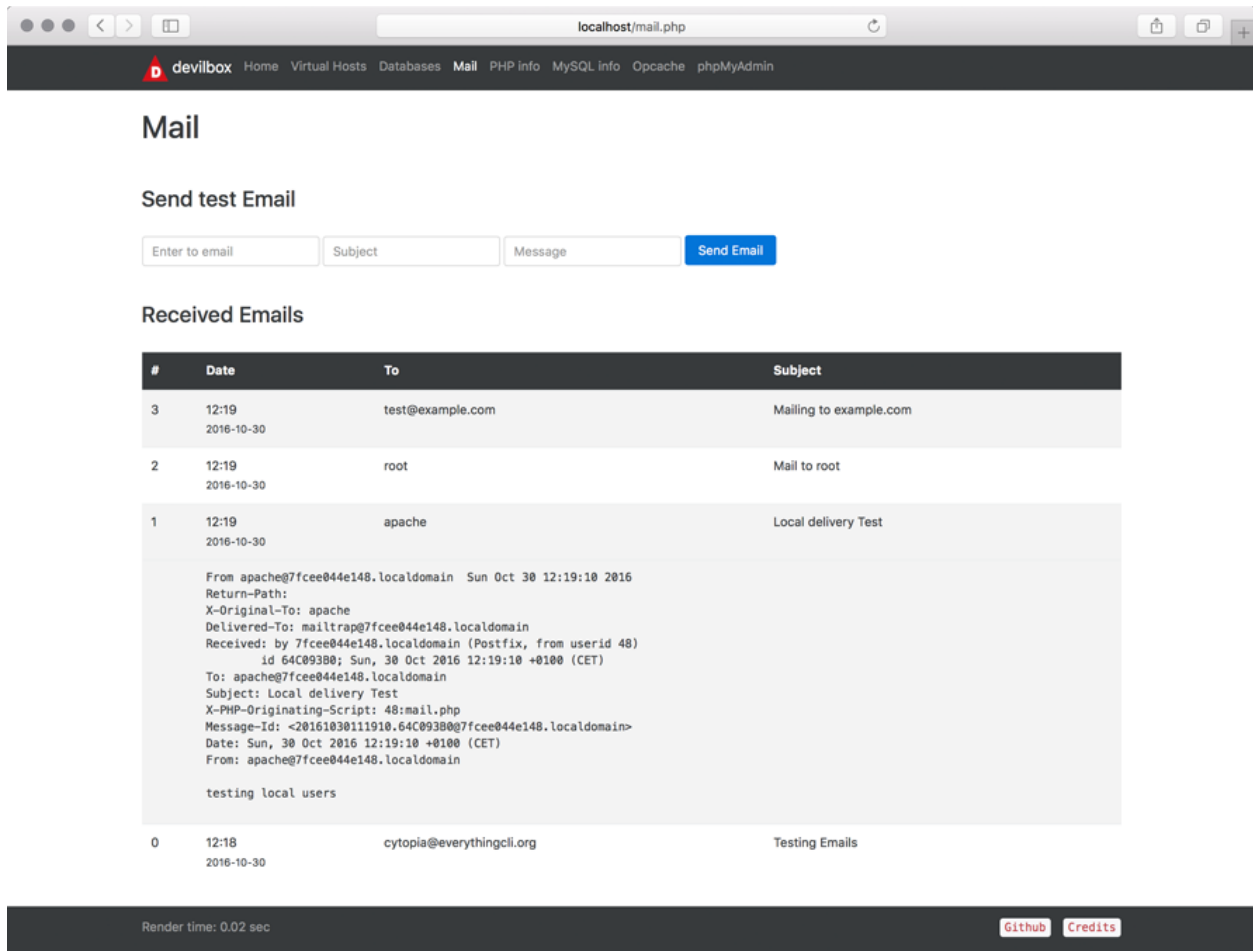 localhost/mail.php
D devilbox Home Virtual Hosts Databases Mail PHP info MySQL info Opcache phpMyAdmin
Mail
Send test Email
Enter to email Subject Message Send Email
Received Emails
# Date To Subject
3 12:19 test@example.com Mailing to example.com
2016-10-30
2 12:19 root Mail to root
2016-10-30
1 12:19 apache Local delivery Test
2016-10-30
From apache@7fcee044e148.localdomain  Sun Oct 30 12:19:10 2016
Return-Path:
X-Original-To: apache
Delivered-To: mailtrap@7fcee044e148.localdomain
Received: by 7fcee044e148.localdomain (Postfix, from userid 48)
id 64C093B0; Sun, 30 Oct 2016 12:19:10 +0100 (CET)
To: apache@7fcee044e148.localdomain
Subject: Local delivery Test
X-PHP-Originating-Script: 48:mail.php
Message-Id: <20161030111910.64C093B0@7fcee044e148.localdomain>
Date: Sun, 30 Oct 2016 12:19:10 +0100 (CET)
From: apache@7fcee044e148.localdomain
testing local users
0 12:18 cytopia@everythingcli.org Testing Emails
2016-10-30
Render time: 0.02 sec Github Credits